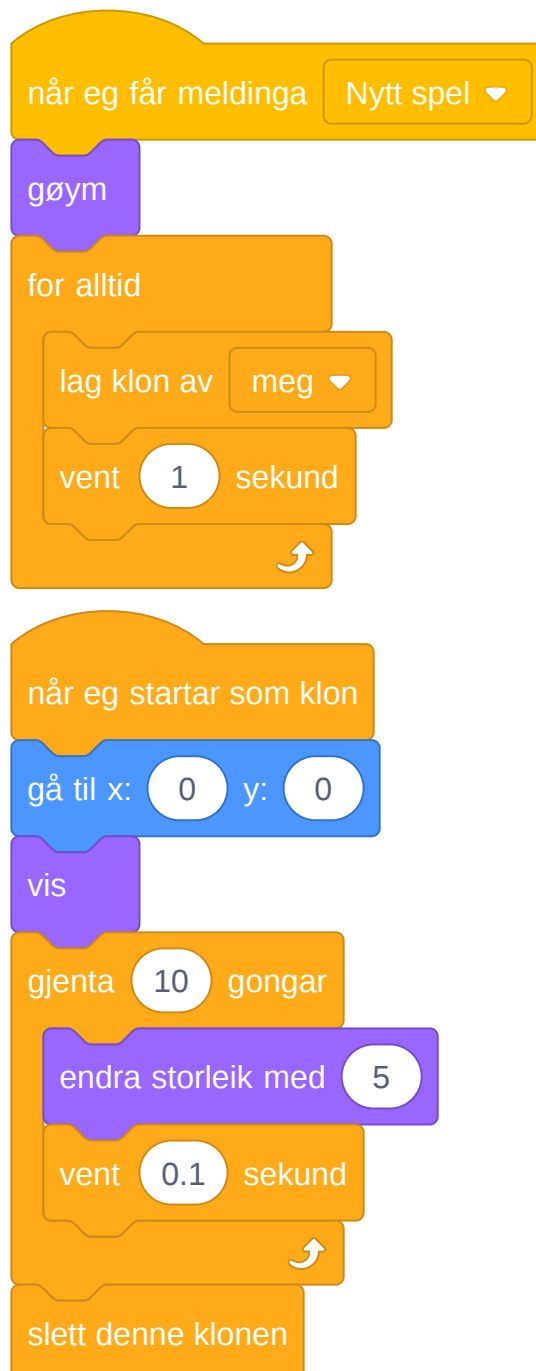 når eg får meldinga Nytt spel
gøym
for alltid
lag klon av meg
vent 1 sekund
når eg startar som klon
gå til x: 0 y: 0
vis
gjenta 10 gongar
endra storleik med 5
vent 0.1 sekund
slett denne klonen